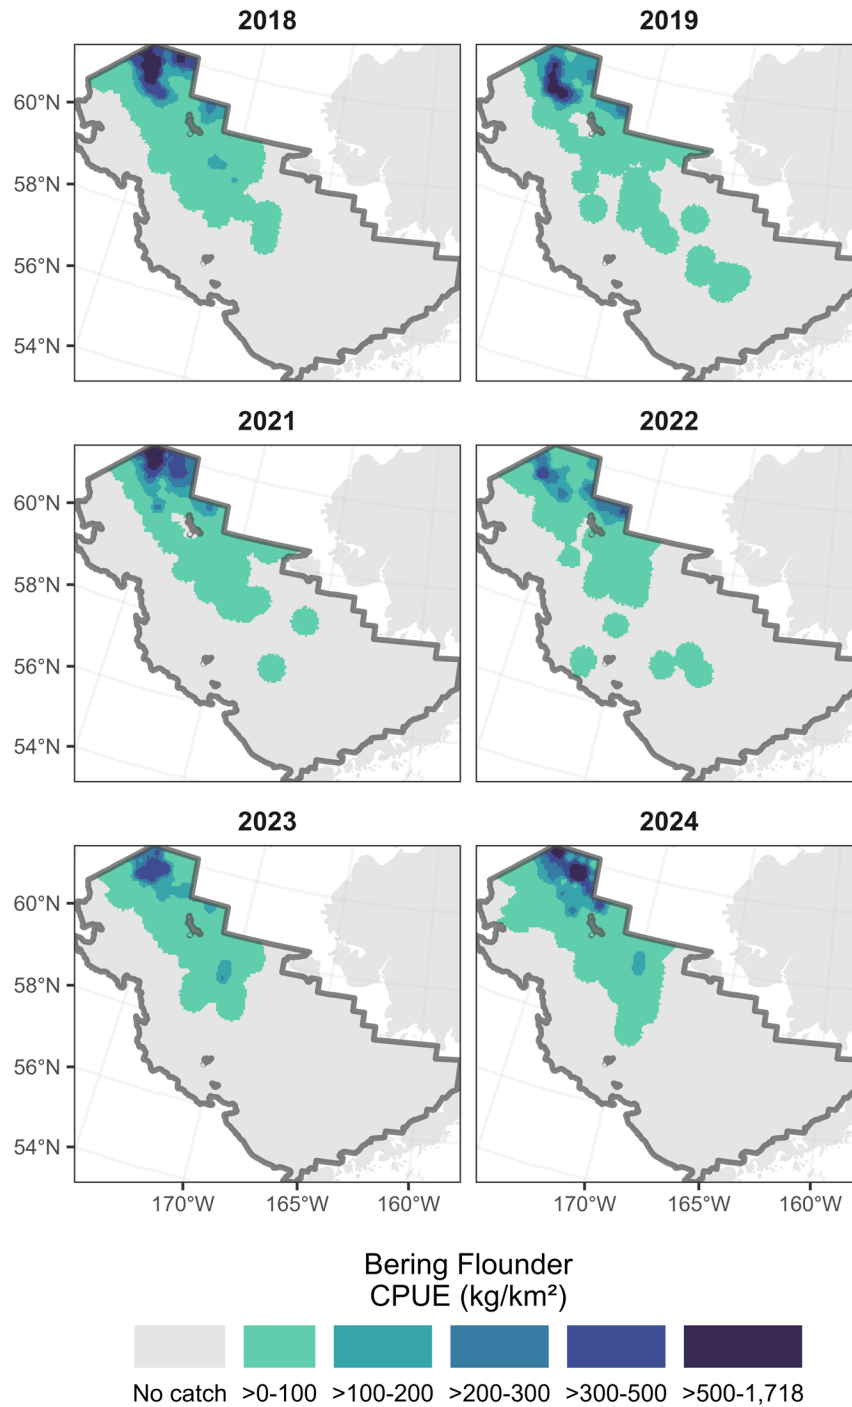 2018
2019
60°N
58°N
56°N
54°N
2021
2022
60°N
58°N
56°N
54°N
2023
2024
60°N
58°N
56°N
54°N
170°W
165°W
160°W
170°W
165°W
160°W
Bering Flounder
CPUE (kg/km²)
No catch
>0-100
>100-200
>200-300
>300-500
>500-1,718